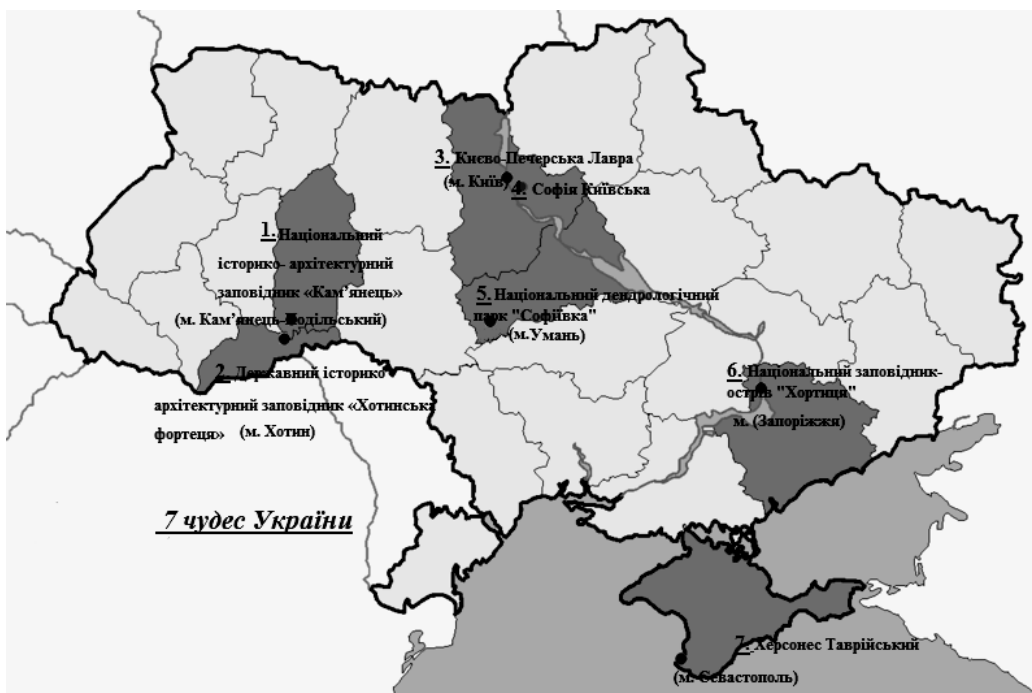 3. Києво-Печерська Лавра
(м. Київ)
4. Софія Київська
1. Національний
історико- архітектурний
заповідник «Кам’янець»
(м. Кам’янець-Подільський)
5. Національний дендрологічний
парк "Софіївка"
(м.Умань)
2. Державний історико
архітектурний заповідник «Хотинська
фортеця» (м. Хотин)
6. Національний заповідник-
острів "Хортиця"
м. (Запоріжжя
7 чудес України
7. Херсонес Таврійський
(м. Севастополь)